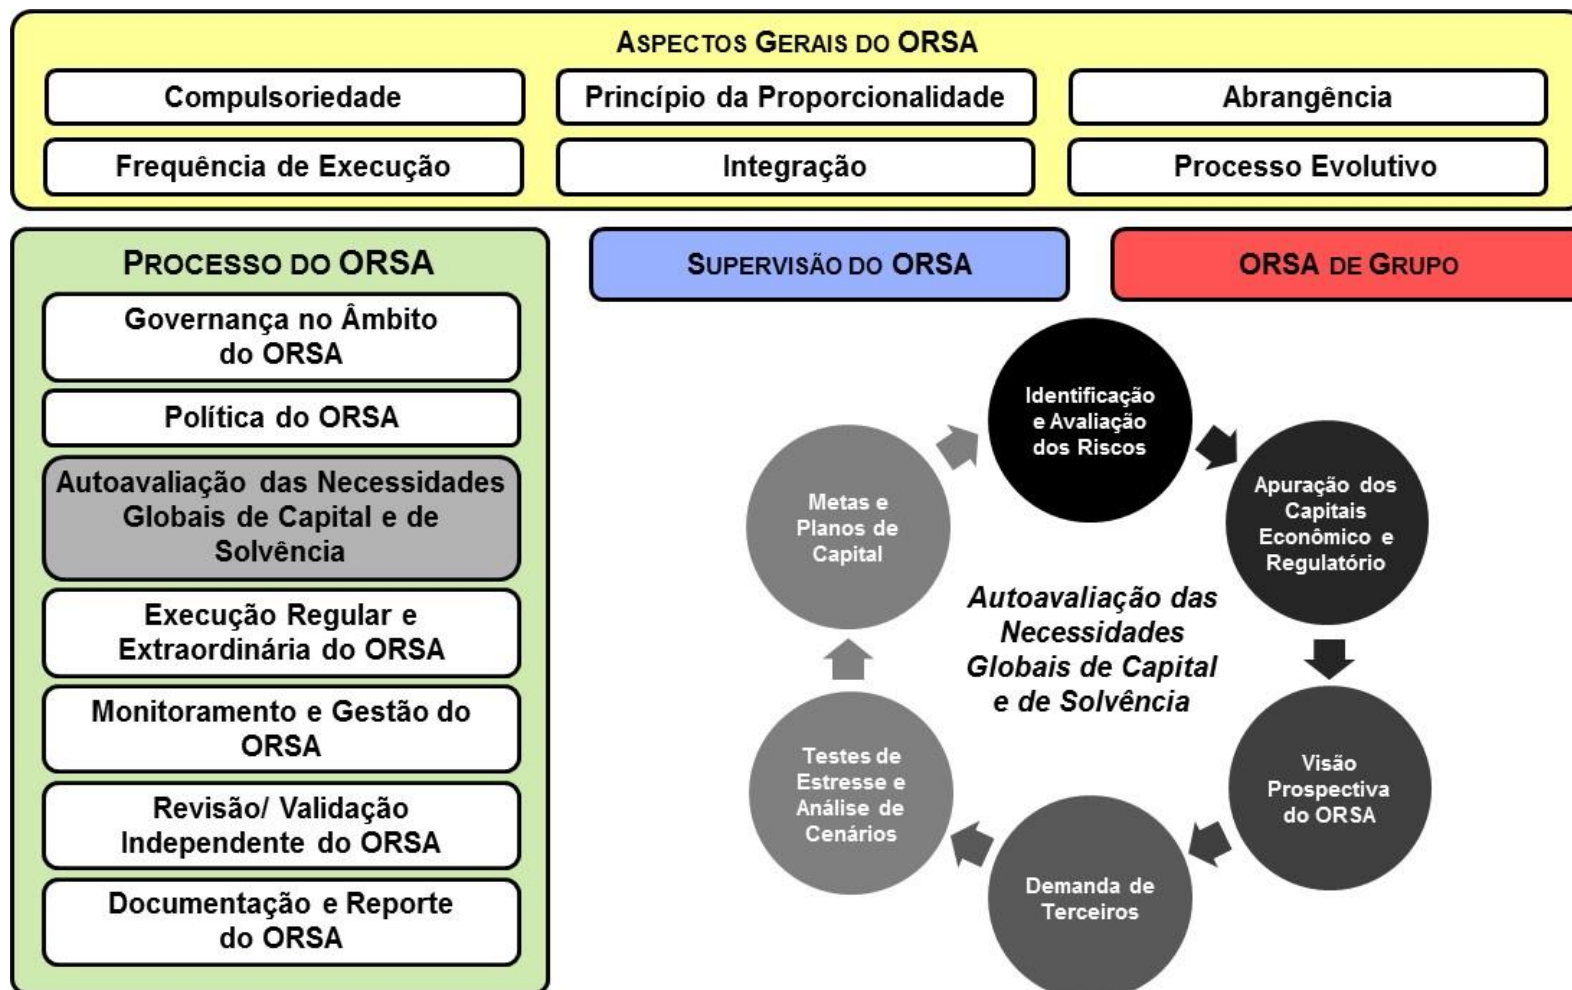 ASPECTOS GERAIS DO ORSA
Compulsoriedade
Princípio da Proporcionalidade
Abrangência
Frequência de Execução
Integração
Processo Evolutivo
PROCESSO DO ORSA
Governança no Âmbito
do ORSA
Política do ORSA
Autoavaliação das Necessidades
Globais de Capital e de
Solvência
Execução Regular e
Extraordinária do ORSA
Monitoramento e Gestão do
ORSA
Revisão/ Validação
Independente do ORSA
Documentação e Reporte
do ORSA
SUPERVISÃO DO ORSA
ORSA DE GRUPO
Identificação
e Avaliação
dos Riscos
Apuração dos
Capitais
Econômico e
Regulatório
Visão
Prospectiva
do ORSA
Demanda de
Terceiros
Testes de
Estresse e
Análise de
Cenários
Metas e
Planos de
Capital
Autoavaliação das
Necessidades
Globais de Capital
e de Solvência